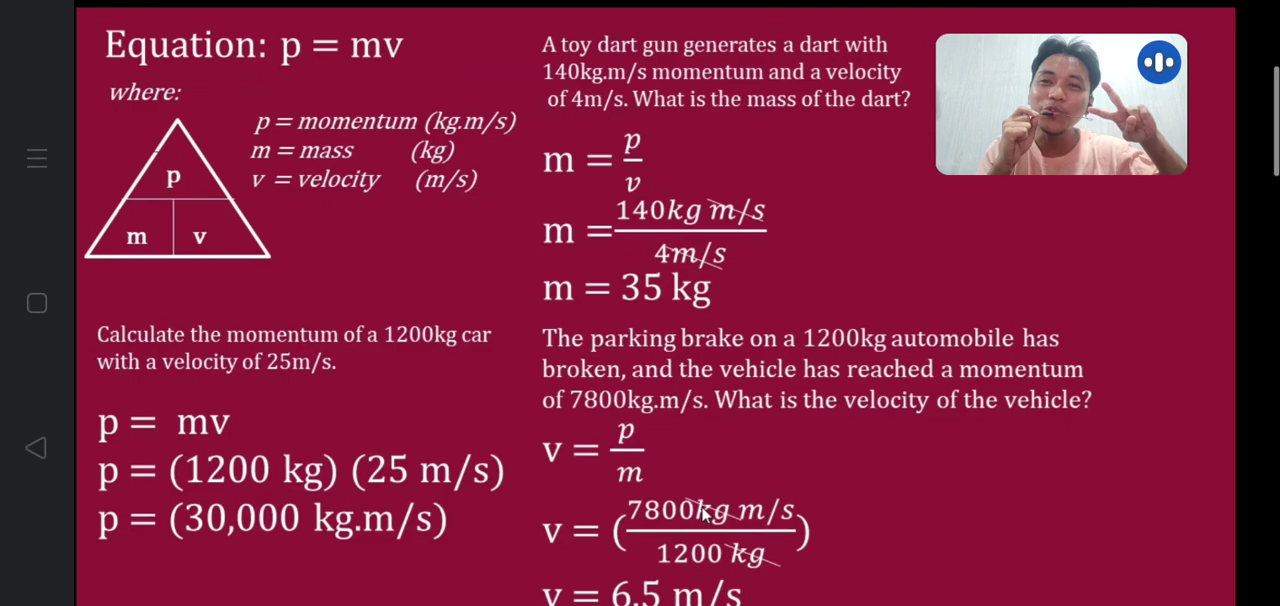 Equation: p = mv
where:
p = momentum (kg.m/s)
m = mass (kg)
v = velocity (m/s)
p
m v
Calculate the momentum of a 1200kg car
with a velocity of 25m/s.
p = mv
p = (1200 kg) (25 m/s)
p = (30,000 kg.m/s)
A toy dart gun generates a dart with
140kg.m/s momentum and a velocity
of 4m/s. What is the mass of the dart?
m = p/v
m = 140kg m/s / 4m/s
m = 35 kg
The parking brake on a 1200kg automobile has
broken, and the vehicle has reached a momentum
of 7800kg.m/s. What is the velocity of the vehicle?
v = p/m
v = (7800kg m/s / 1200 kg)
v = 6.5 m/s